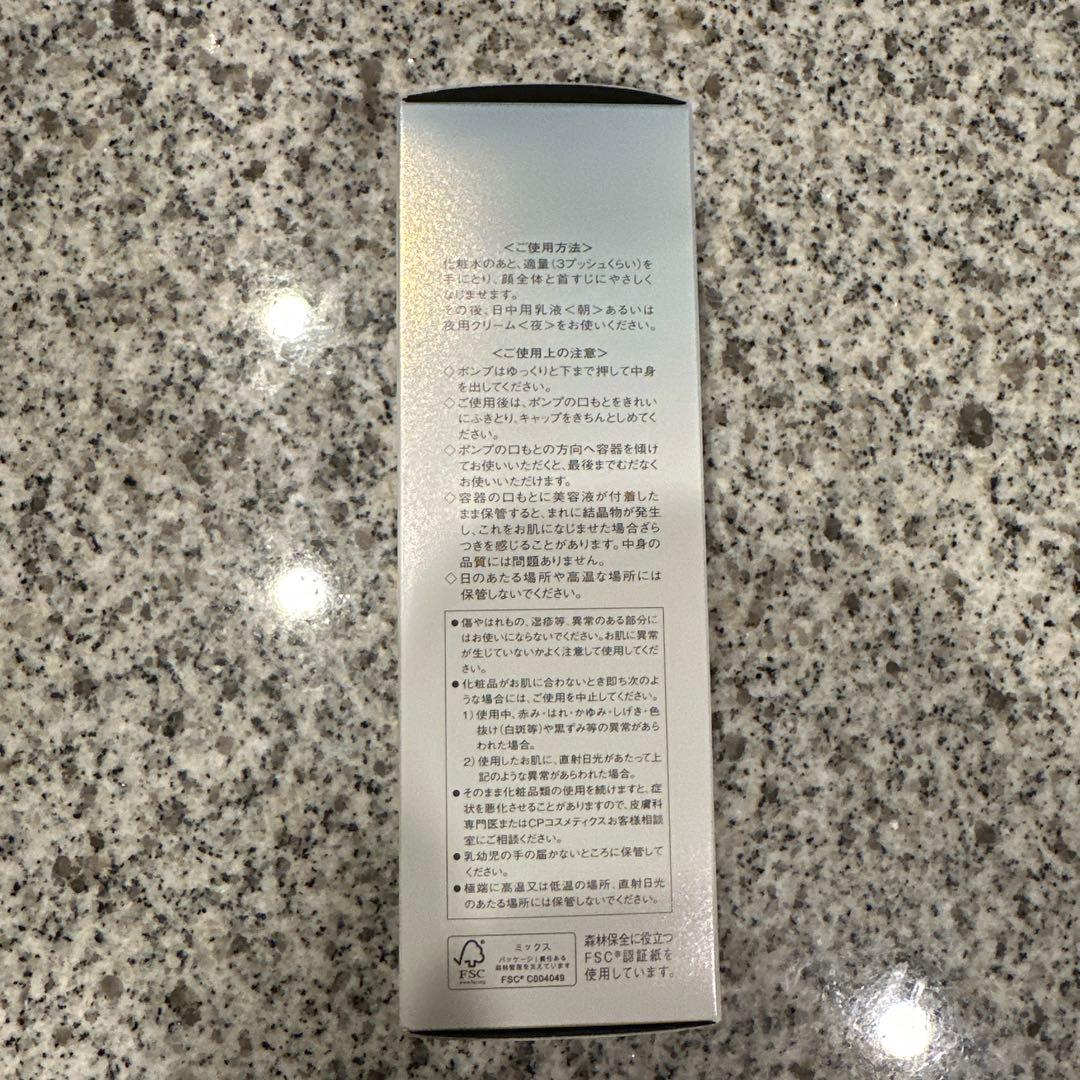 ＜ご使用方法＞
化粧水のあと、適量（3プッシュくらい）を
手にとり、顔全体と首すじにやさしく
なじませます。
その後、日中用乳液＜朝＞あるいは
夜用クリーム＜夜＞をお使いください。
＜ご使用上の注意＞
◇ポンプはゆっくりと下まで押して中身
を出してください。
◇ご使用後は、ポンプの口もとをきれい
にふきとり、キャップをきちんとしめてく
ださい。
◇ポンプの口もとの方向へ容器を傾け
てお使いいただくと、最後までむだなく
お使いいただけます。
◇容器の口もとに美容液が付着した
まま保管すると、まれに結晶物が発生
し、これをお肌になじませた場合ざら
つきを感じることがあります。中身の
品質には問題ありません。
◇日のあたる場所や高温な場所には
保管しないでください。
●傷やはれもの、湿疹等、異常のある部分に
はお使いにならないでください。お肌に異常
が生じていないかよく注意して使用してくだ
さい。
●化粧品がお肌に合わないとき即ち次のよ
うな場合には、ご使用を中止してください。
1）使用中、赤み・はれ・かゆみ・しげき・色
抜け（白斑等）や黒ずみ等の異常があら
われた場合。
2）使用したお肌に、直射日光があたって上
記のような異常があらわれた場合。
●そのまま化粧品類の使用を続けますと、症
状を悪化させることがありますので、皮膚科
専門医またはCPコスメティクスお客様相談
室にご相談ください。
●乳幼児の手の届かないところに保管して
ください。
●極端に高温又は低温の場所、直射日光
のあたる場所には保管しないでください。
FSC
www.fsc.org
ミックス
パッケージ｜責任ある
森林管理を支えています
FSC® C004049
森林保全に役立つ
FSC®認証紙を
使用しています。